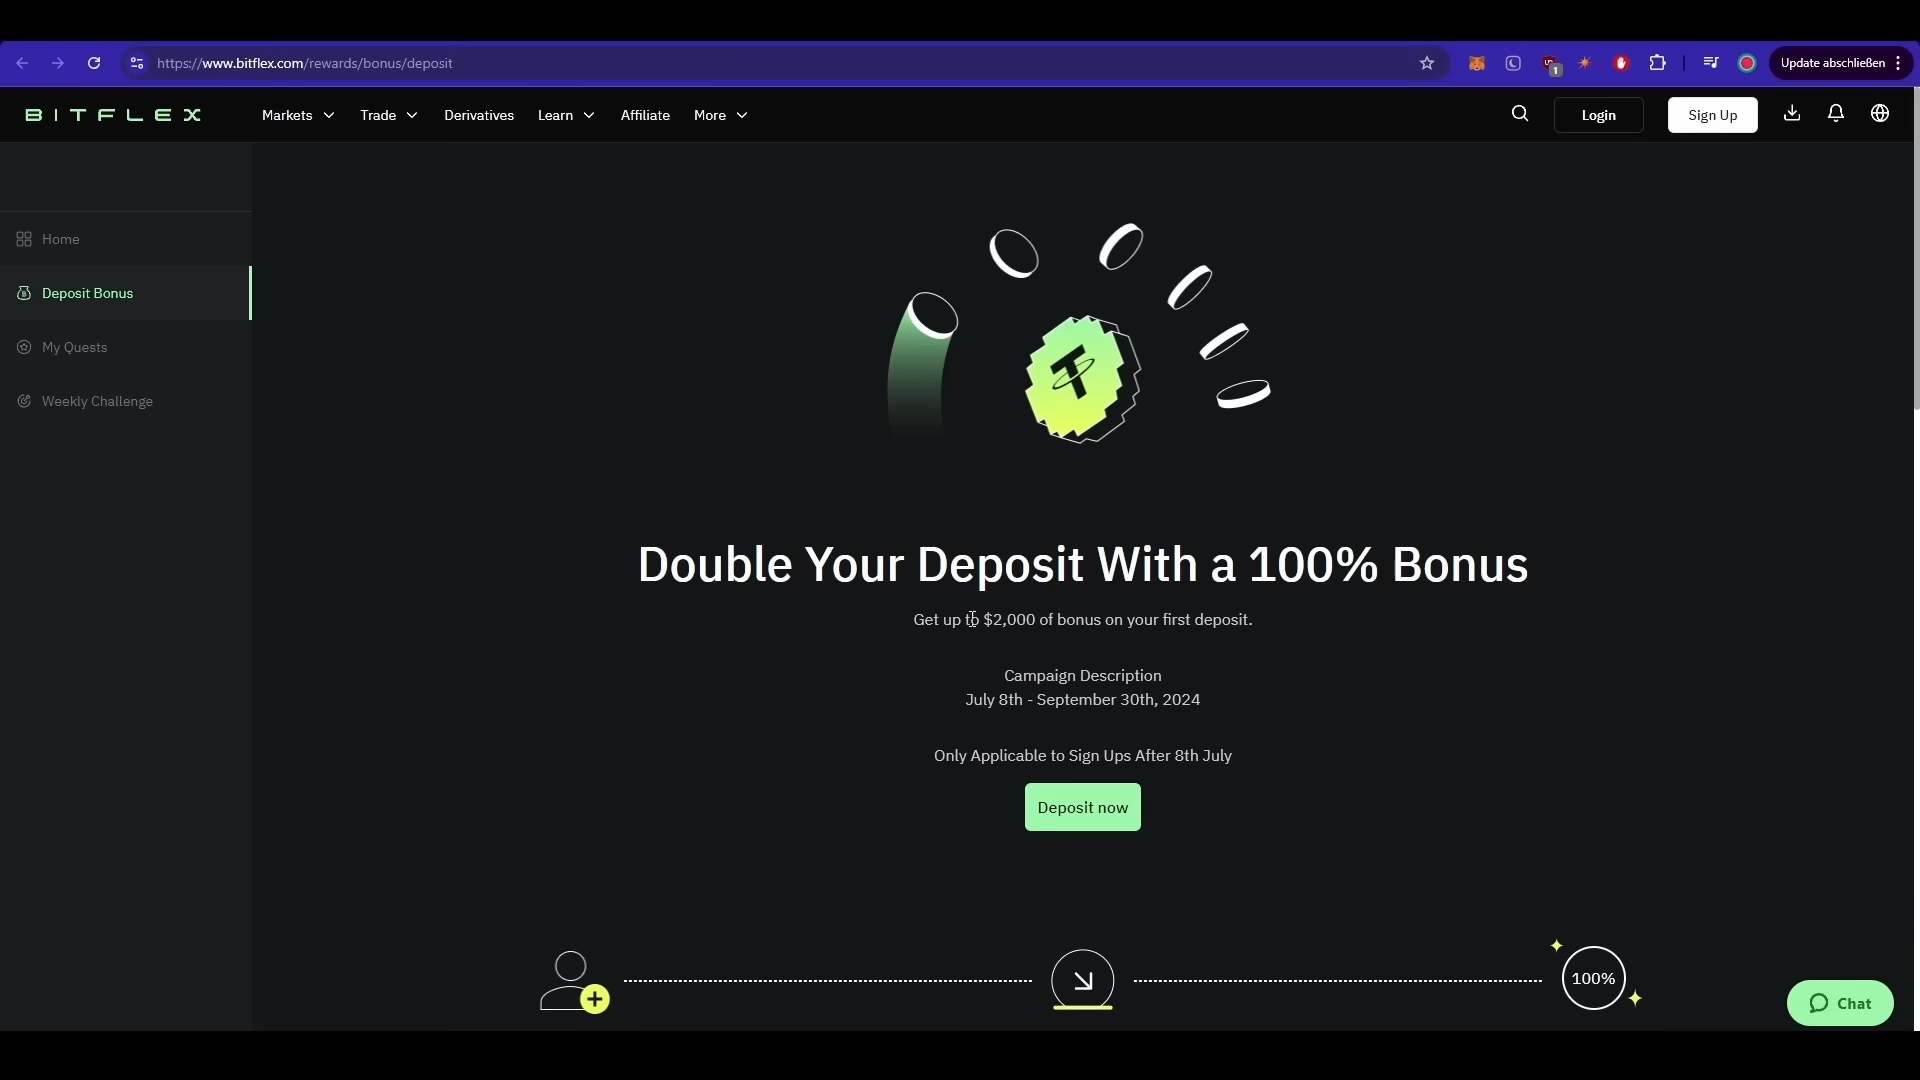 https://www.bitflex.com/rewards/bonus/deposit
1
Update abschließen
BITFLEX
Markets
Trade
Derivatives
Learn
Affiliate
More
Login
Sign Up
Home
Deposit Bonus
My Quests
Weekly Challenge
Double Your Deposit With a 100% Bonus
Get up to $2,000 of bonus on your first deposit.
Campaign Description
July 8th - September 30th, 2024
Only Applicable to Sign Ups After 8th July
Deposit now
100%
Chat